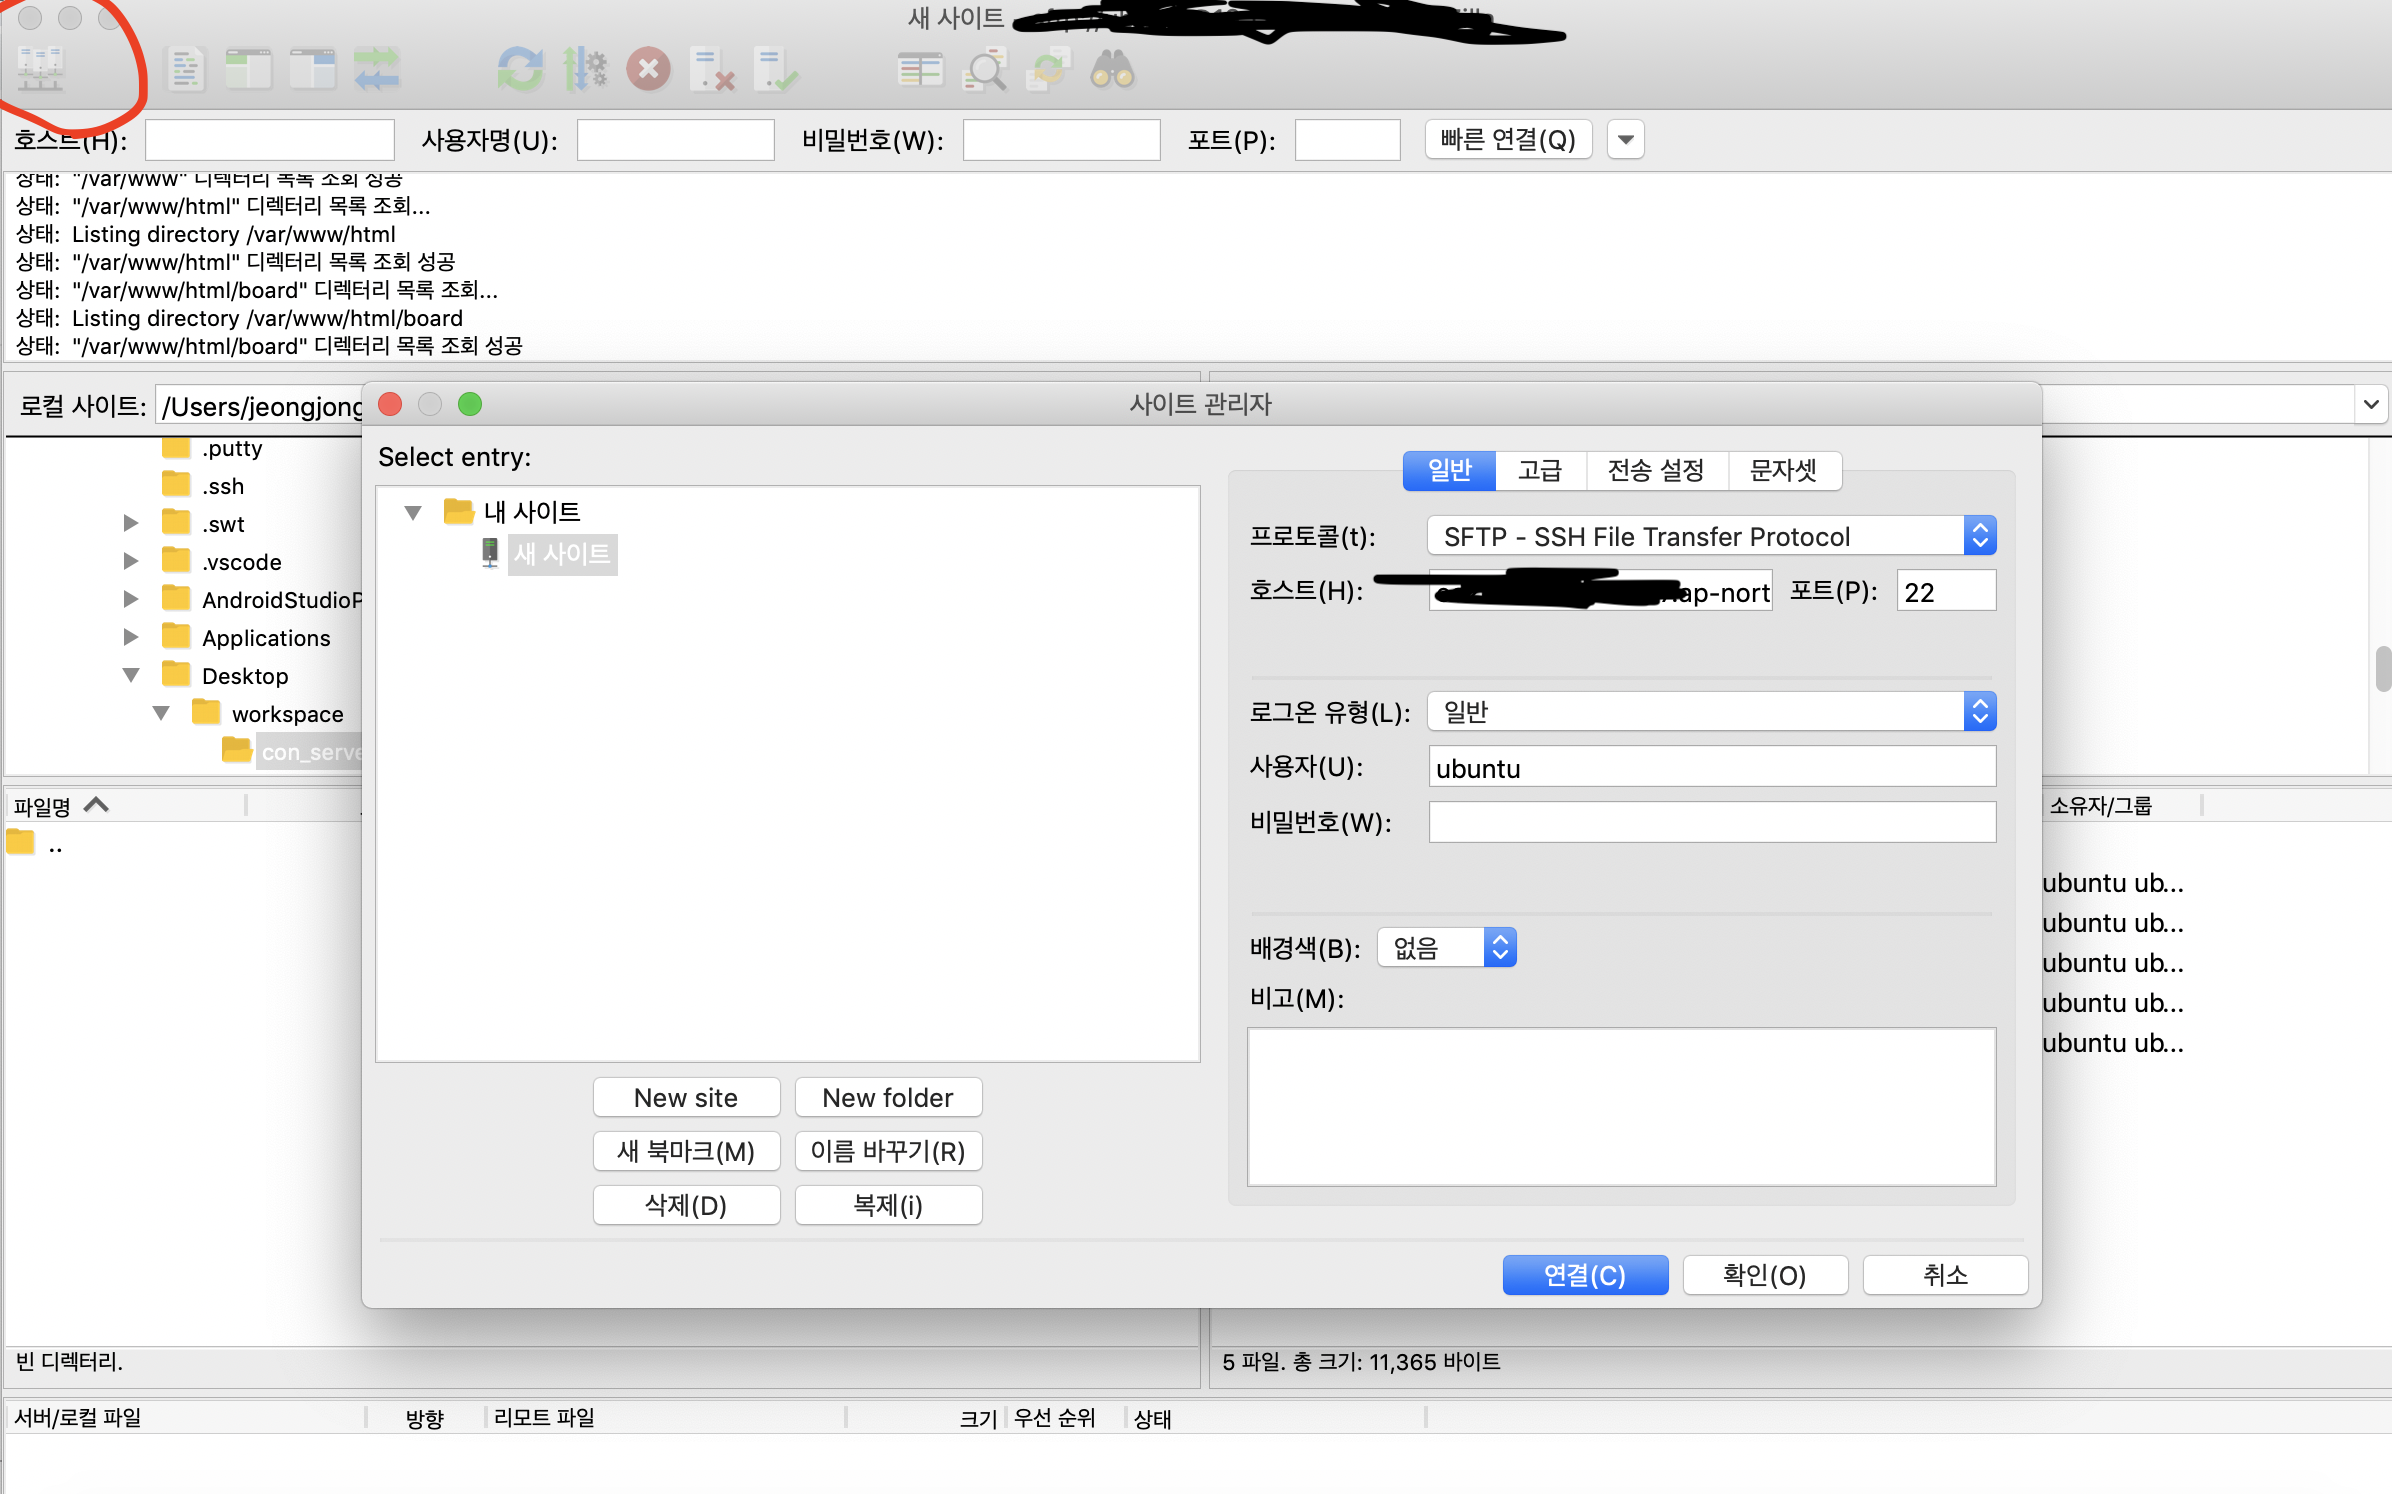 새 사이트
호스트(H):
사용자명(U):
비밀번호(W):
포트(P):
빠른 연결(Q)
상태: "/var/www" 디렉터리 목록 조회 성공
상태: "/var/www/html" 디렉터리 목록 조회...
상태: Listing directory /var/www/html
상태: "/var/www/html" 디렉터리 목록 조회 성공
상태: "/var/www/html/board" 디렉터리 목록 조회...
상태: Listing directory /var/www/html/board
상태: "/var/www/html/board" 디렉터리 목록 조회 성공
로컬 사이트: /Users/jeongjong
.putty
.ssh
.swt
.vscode
AndroidStudioP
Applications
Desktop
workspace
con_serve
파일명
..
빈 디렉터리.
사이트 관리자
Select entry:
내 사이트
새 사이트
New site
New folder
새 북마크(M)
이름 바꾸기(R)
삭제(D)
복제(i)
일반
고급
전송 설정
문자셋
프로토콜(t): SFTP - SSH File Transfer Protocol
호스트(H): ap-nort
포트(P): 22
로그온 유형(L): 일반
사용자(U): ubuntu
비밀번호(W):
배경색(B): 없음
비고(M):
연결(C)
확인(O)
취소
소유자/그룹
ubuntu ub...
ubuntu ub...
ubuntu ub...
ubuntu ub...
ubuntu ub...
5 파일. 총 크기: 11,365 바이트
서버/로컬 파일
방향
리모트 파일
크기
우선 순위
상태